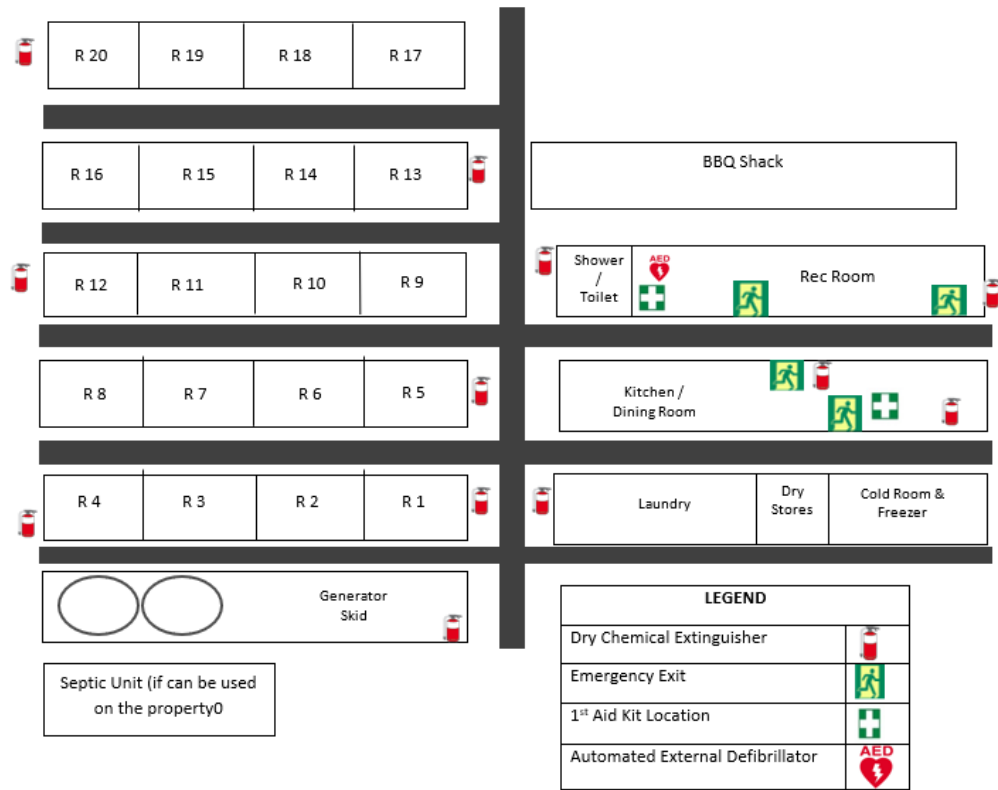 R 20
R 19
R 18
R 17
R 16
R 15
R 14
R 13
BBQ Shack
R 12
R 11
R 10
R 9
Shower
/
Toilet
AED
Rec Room
R 8
R 7
R 6
R 5
Kitchen /
Dining Room
R 4
R 3
R 2
R 1
Laundry
Dry
Stores
Cold Room &
Freezer
Generator
Skid
Septic Unit (if can be used
on the property0
LEGEND
Dry Chemical Extinguisher
Emergency Exit
1st Aid Kit Location
Automated External Defibrillator
AED